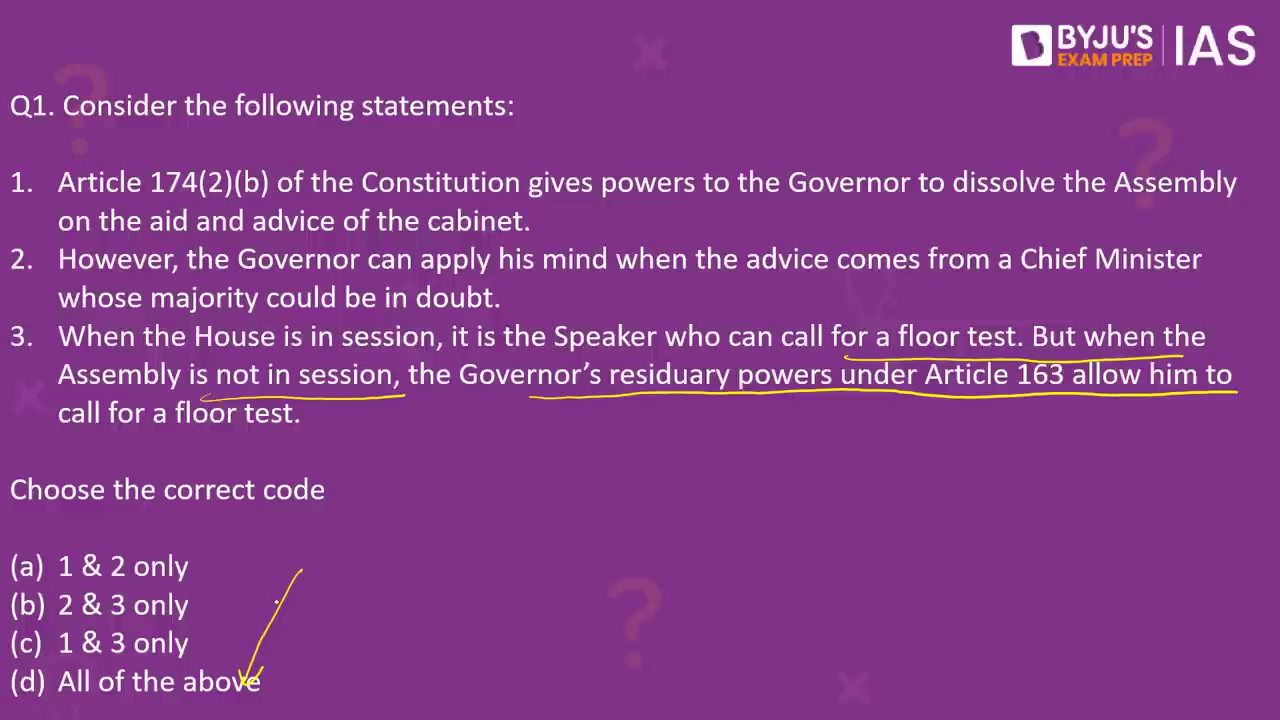 BYJU'S
EXAM PREP
IAS
Q1. Consider the following statements:
1. Article 174(2)(b) of the Constitution gives powers to the Governor to dissolve the Assembly
on the aid and advice of the cabinet.
2. However, the Governor can apply his mind when the advice comes from a Chief Minister
whose majority could be in doubt.
3. When the House is in session, it is the Speaker who can call for a floor test. But when the
Assembly is not in session, the Governor's residuary powers under Article 163 allow him to
call for a floor test.
Choose the correct code
(a) 1 & 2 only
(b) 2 & 3 only
(c) 1 & 3 only
(d) All of the above